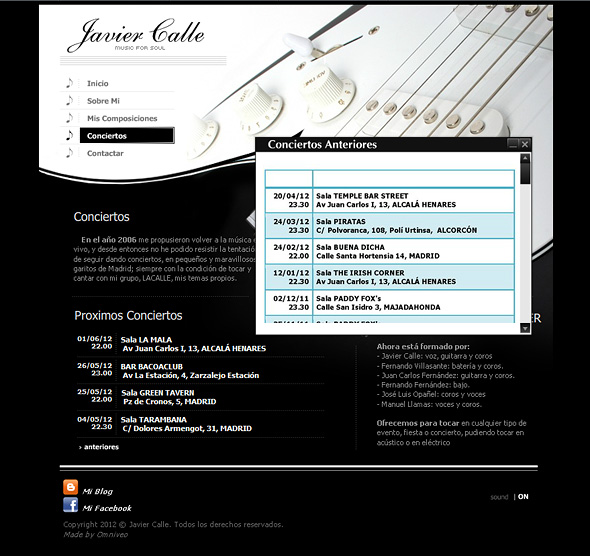 Javier Calle
MUSIC FOR SOUL
Inicio
Sobre Mi
Mis Composiciones
Conciertos
Contactar
Conciertos
En el año 2006 me propusieron volver a la música
vivo, y desde entonces no he podido resistir la
de seguir dando conciertos, en pequeños y maravillosos
garitos de Madrid; siempre con la condición de tocar y
cantar con mi grupo, LACALLE, mis temas propios.
Proximos Conciertos
01/06/12 Sala LA MALA
22.00 Av Juan Carlos I, 13, ALCALÁ HENARES
26/05/12 BAR BACOACLUB
23.30 Av La Estación, 4, Zarzalejo Estación
25/05/12 Sala GREEN TAVERN
22.00 Pz de Cronos, 5, MADRID
04/05/12 Sala TARAMBANA
22.30 C/ Dolores Armengot, 31, MADRID
› anteriores
Conciertos Anteriores
20/04/12 Sala TEMPLE BAR STREET
23.30 Av Juan Carlos I, 13, ALCALÁ HENARES
24/03/12 Sala PIRATAS
23.30 C/ Polvoranca, 108, Polí Urtinsa, ALCORCÓN
24/02/12 Sala BUENA DICHA
22.00 Calle Santa Hortensia 14, MADRID
12/01/12 Sala THE IRISH CORNER
22.30 Av Juan Carlos I, 13, ALCALÁ HENARES
02/12/11 Sala PADDY FOX's
23.30 Calle San Isidro 3, MAJADAHONDA
ER
Ahora está formado por:
- Javier Calle: voz, guitarra y coros.
- Fernando Villasante: batería y coros.
- Juan Carlos Fernández: guitarra y coros.
- Fernando Fernández: bajo.
- José Luis Opañel: coros y voces
- Manuel Llamas: voces y coros.
Ofrecemos para tocar en cualquier tipo de
evento, fiesta o concierto, pudiendo tocar en
acústico o en eléctrico
Mi Blog
Mi Facebook
sound | ON
Copyright 2012 © Javier Calle. Todos los derechos reservados.
Made by Omniveo